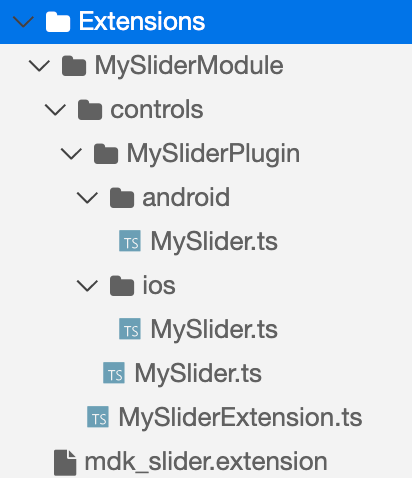 Extensions
MySliderModule
controls
MySliderPlugin
android
TS MySlider.ts
ios
TS MySlider.ts
TS MySlider.ts
TS MySliderExtension.ts
mdk_slider.extension